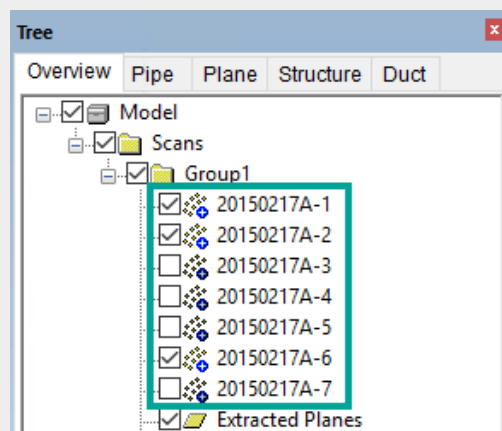 Tree
Overview Pipe Plane Structure Duct
Model
Scans
Group1
20150217A-1
20150217A-2
20150217A-3
20150217A-4
20150217A-5
20150217A-6
20150217A-7
Extracted Planes